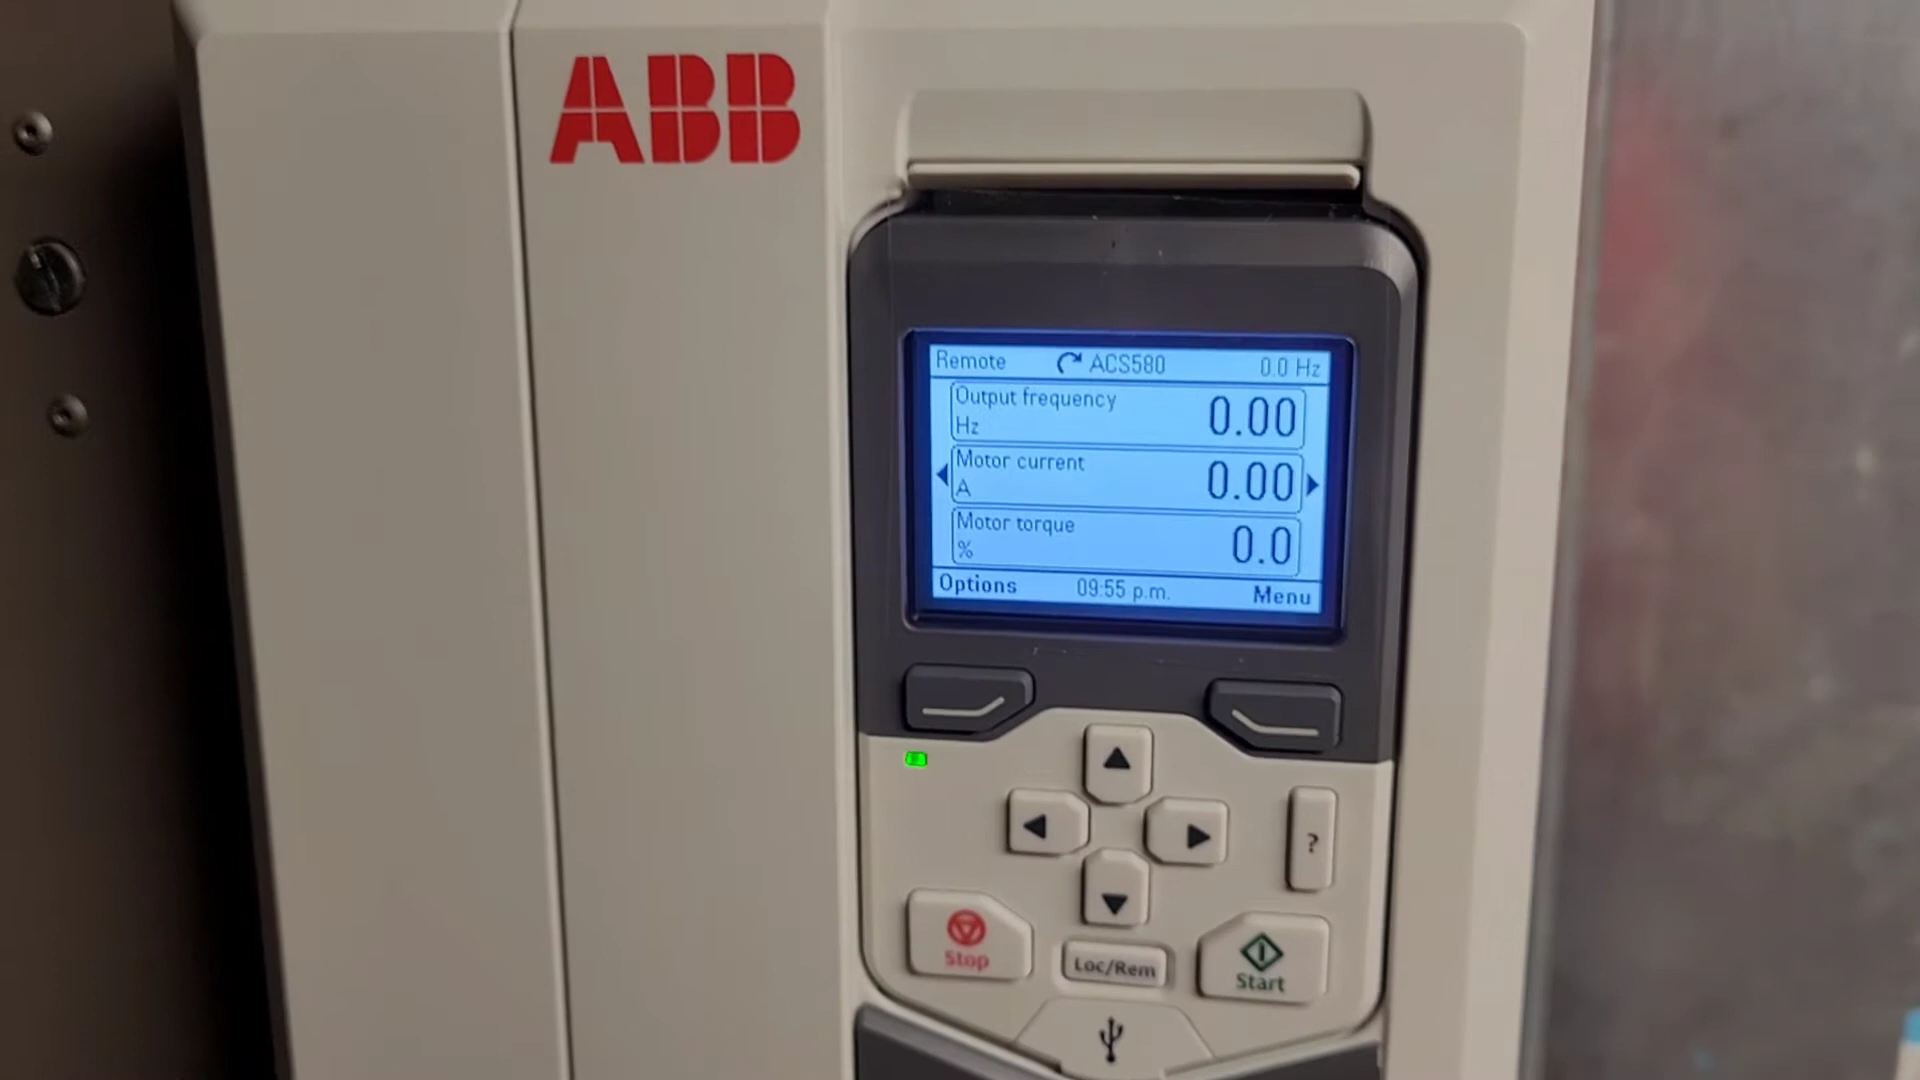 ABB
Remote ACS580 0.0 Hz
Output frequency
Hz 0.00
Motor current
A 0.00
Motor torque
% 0.0
Options 09:55 p.m. Menu
?
Stop
Loc/Rem
Start